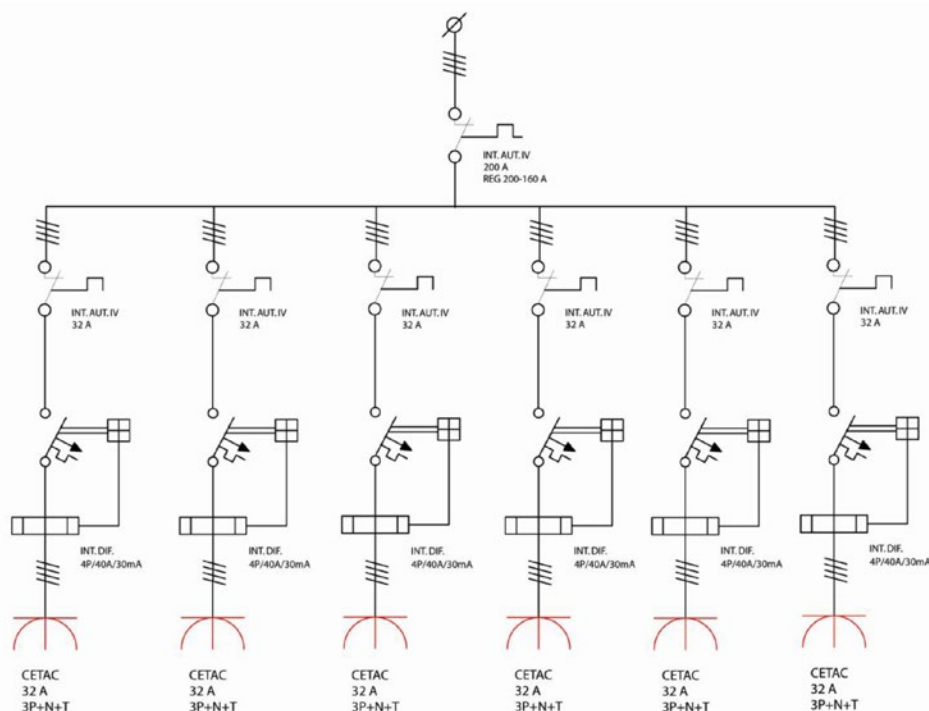 INT. AUT. IV
200 A
REG 200-160 A
INT. AUT. IV
32 A
INT. AUT. IV
32 A
INT. AUT. IV
32 A
INT. AUT. IV
32 A
INT. AUT. IV
32 A
INT. AUT. IV
32 A
INT. DIF.
4P/40A/30mA
INT. DIF.
4P/40A/30mA
INT. DIF.
4P/40A/30mA
INT. DIF.
4P/40A/30mA
INT. DIF.
4P/40A/30mA
INT. DIF.
4P/40A/30mA
CETAC
32 A
3P+N+T
CETAC
32 A
3P+N+T
CETAC
32 A
3P+N+T
CETAC
32 A
3P+N+T
CETAC
32 A
3P+N+T
CETAC
32 A
3P+N+T